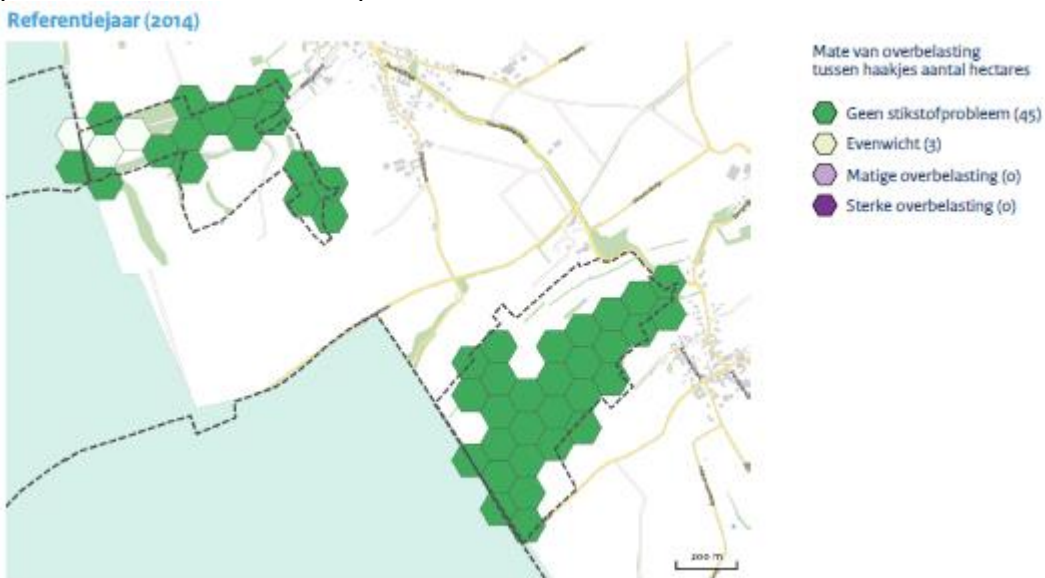 Referentiejaar (2014)
Mate van overbelasting
tussen haakjes aantal hectares
Geen stikstofprobleem (45)
Evenwicht (3)
Matige overbelasting (0)
Sterke overbelasting (0)
200 m